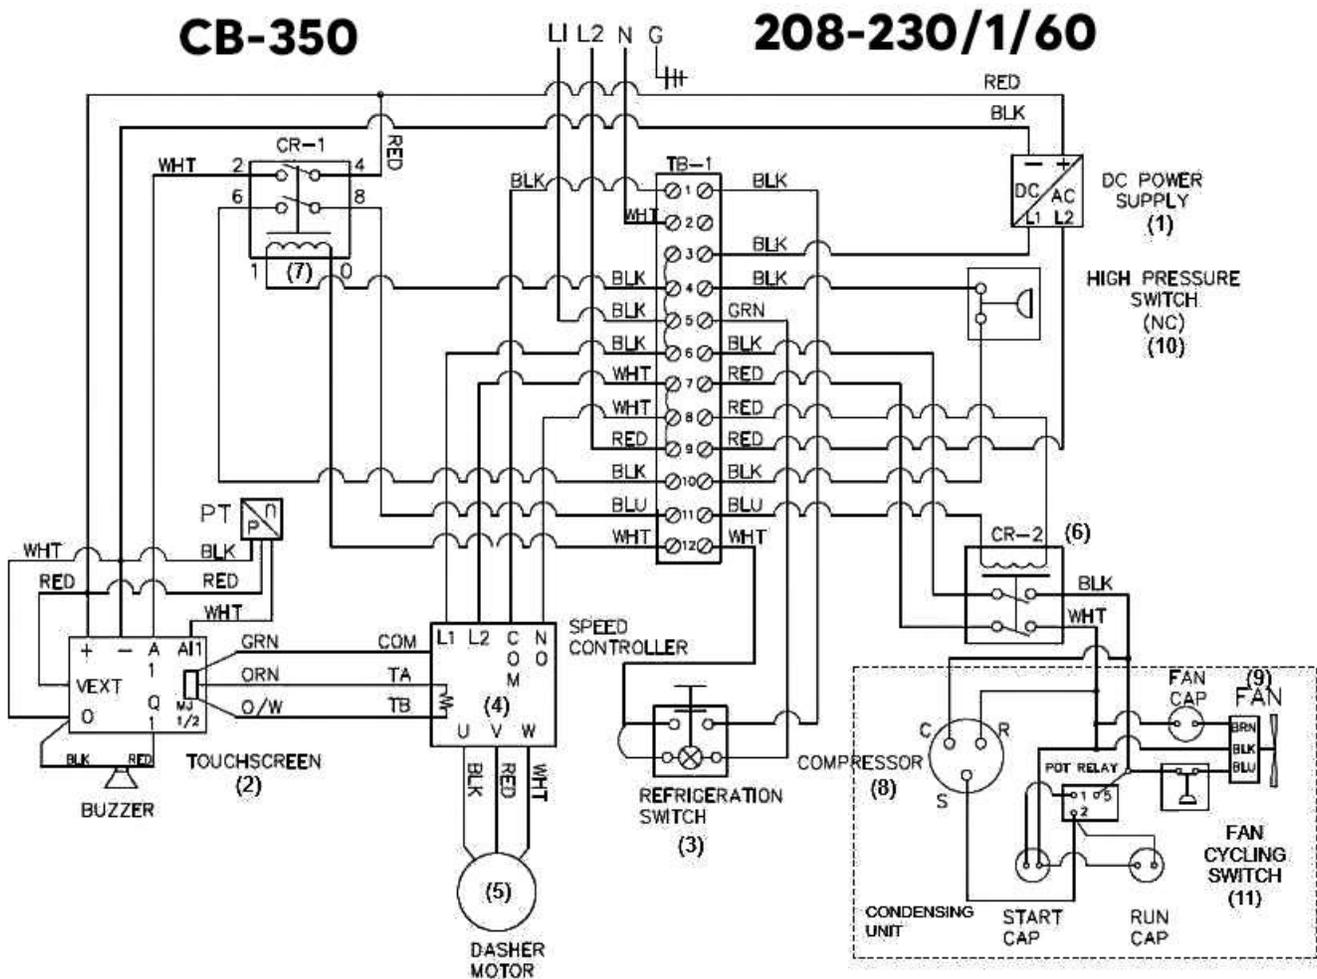 CB-350
L1 L2 N G
208-230/1/60
RED
BLK
CR-1
WHT 2 4 RED
6 8
1 (7) 0
TB-1
BLK 1 BLK
WHT 2
3 BLK
BLK 4 BLK
BLK 5 GRN
BLK 6 BLK
WHT 7 RED
WHT 8 RED
RED 9 RED
BLK 10 BLK
BLU 11 BLU
WHT 12 WHT
- +
DC AC
L1 L2
DC POWER
SUPPLY
(1)
HIGH PRESSURE
SWITCH
(NC)
(10)
PT P n
WHT BLK
RED RED
WHT
+ - A AI1
1
VEXT
0 Q MJ
1 1/2
BLK RED
BUZZER
TOUCHSCREEN
(2)
GRN COM
ORN TA
O/W TB
L1 L2 C N
O O
M
W (4)
U V W
SPEED
CONTROLLER
BLK RED WHT
(5)
DASHER
MOTOR
REFRIGERATION
SWITCH
(3)
CR-2 (6)
BLK
WHT
C R
S
COMPRESSOR
(8)
FAN
CAP
(9)
FAN
BRN
BLK
BLU
POT RELAY
1 5
2
FAN
CYCLING
SWITCH
(11)
CONDENSING
UNIT
START
CAP
RUN
CAP